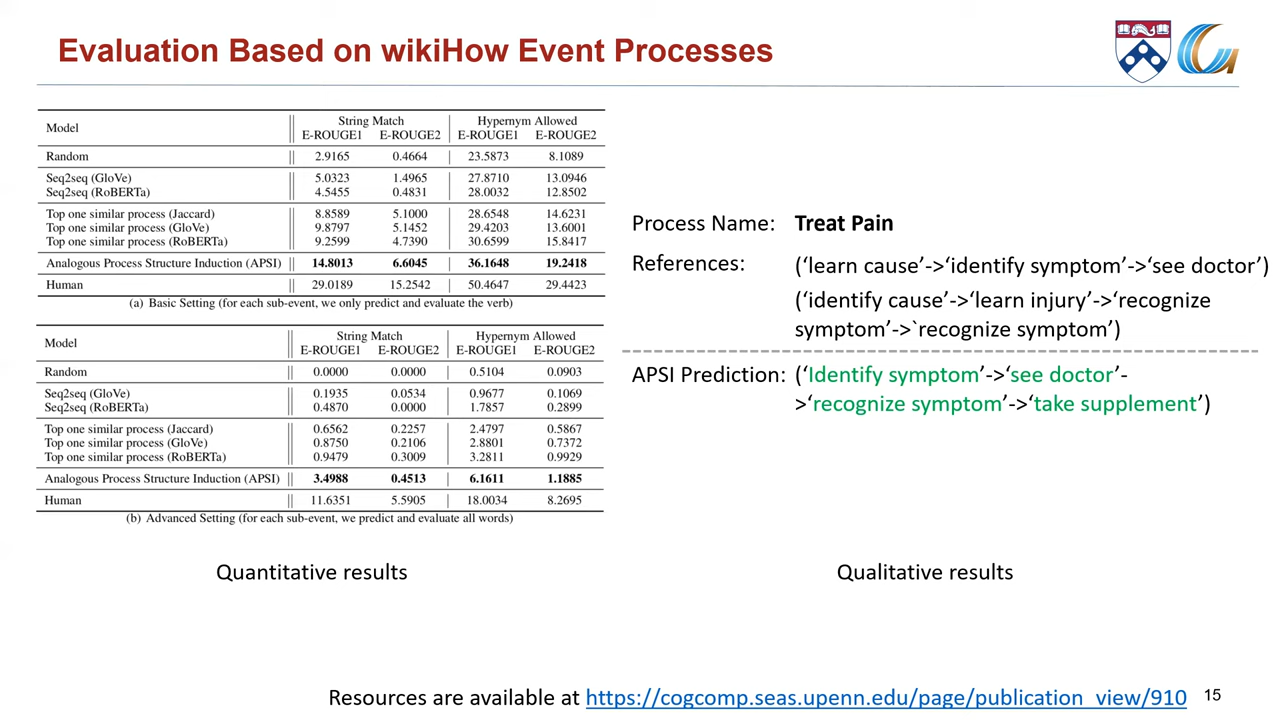 Evaluation Based on wikiHow Event Processes
Model String Match Hypernym Allowed
E-ROUGE1 E-ROUGE2 E-ROUGE1 E-ROUGE2
Random 2.9165 0.4664 23.5873 8.1089
Seq2seq (GloVe) 5.0323 1.4965 27.8710 13.0946
Seq2seq (RoBERTa) 4.5455 0.4831 28.0032 12.8502
Top one similar process (Jaccard) 8.8589 5.1000 28.6548 14.6231
Top one similar process (GloVe) 9.8797 5.1452 29.4203 13.6001
Top one similar process (RoBERTa) 9.2599 4.7390 30.6599 15.8417
Analogous Process Structure Induction (APSI) 14.8013 6.6045 36.1648 19.2418
Human 29.0189 15.2542 50.4647 29.4423
(a) Basic Setting (for each sub-event, we only predict and evaluate the verb)
Model String Match Hypernym Allowed
E-ROUGE1 E-ROUGE2 E-ROUGE1 E-ROUGE2
Random 0.0000 0.0000 0.5104 0.0903
Seq2seq (GloVe) 0.1935 0.0534 0.9677 0.1069
Seq2seq (RoBERTa) 0.4870 0.0000 1.7857 0.2899
Top one similar process (Jaccard) 0.6562 0.2257 2.4797 0.5867
Top one similar process (GloVe) 0.8750 0.2106 2.8801 0.7372
Top one similar process (RoBERTa) 0.9479 0.3009 3.2811 0.9929
Analogous Process Structure Induction (APSI) 3.4988 0.4513 6.1611 1.1885
Human 11.6351 5.5905 18.0034 8.2695
(b) Advanced Setting (for each sub-event, we predict and evaluate all words)
Quantitative results
Process Name: Treat Pain
References: (‘learn cause’->‘identify symptom’->‘see doctor’)
(‘identify cause’->‘learn injury’->‘recognize
symptom’->`recognize symptom’)
APSI Prediction: (‘Identify symptom’->‘see doctor’-
>‘recognize symptom’->‘take supplement’)
Qualitative results
Resources are available at https://cogcomp.seas.upenn.edu/page/publication_view/910
15